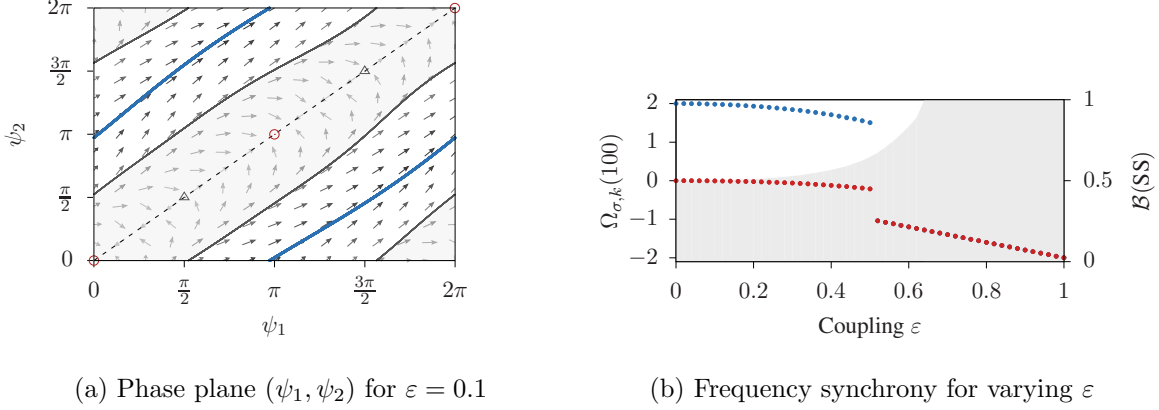 2π
3π/2
π
π/2
0
ψ₂
0
π/2
π
3π/2
2π
ψ₁
(a) Phase plane (ψ₁, ψ₂) for ε = 0.1
2
1
0
−1
−2
Ω_{σ,k}(100)
1
0.5
0
ℬ(SS)
0
0.2
0.4
0.6
0.8
1
Coupling ε
(b) Frequency synchrony for varying ε